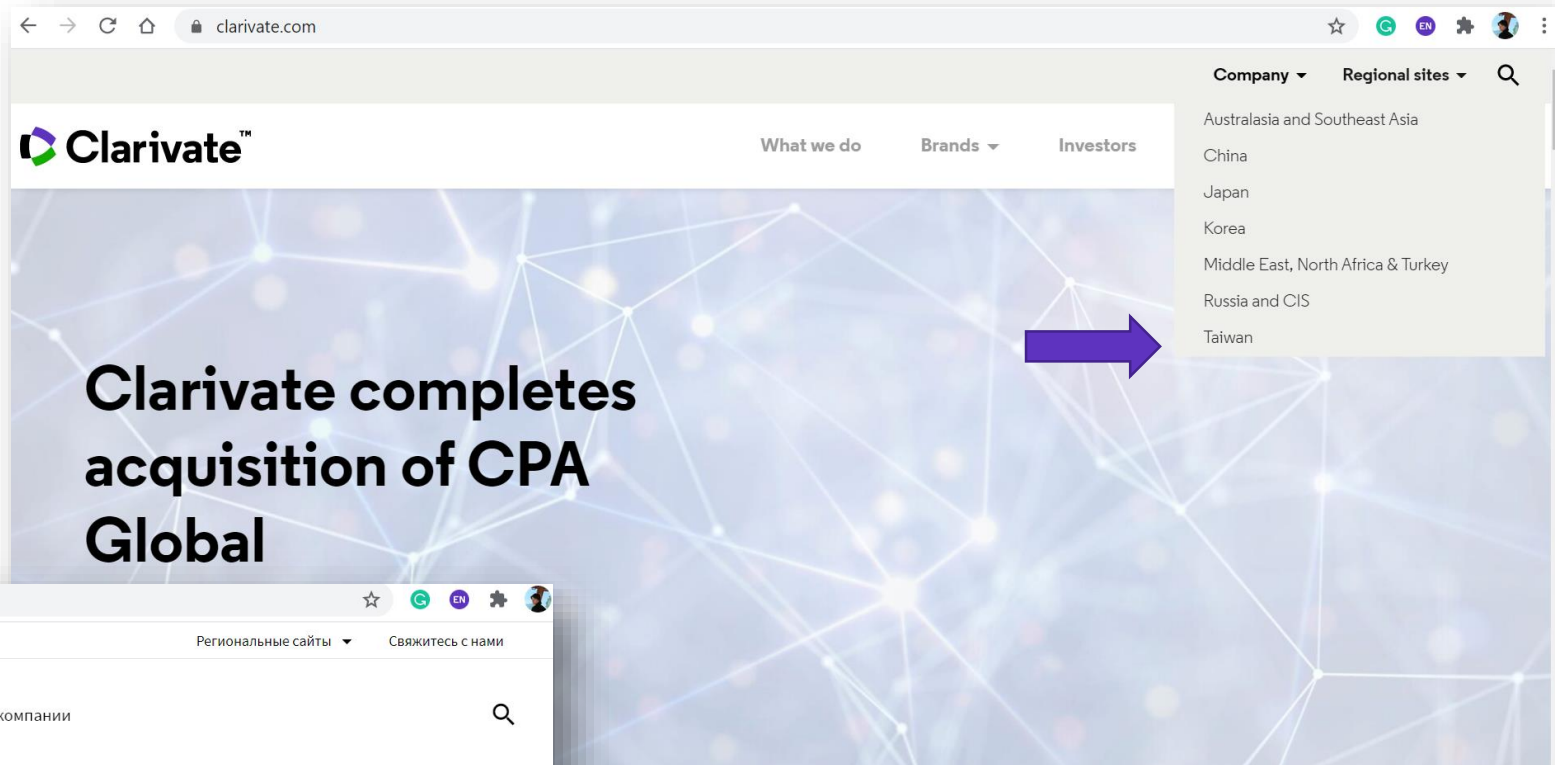 clarivate.com
EN
Company
Regional sites
Clarivate™
What we do
Brands
Investors
Australasia and Southeast Asia
China
Japan
Korea
Middle East, North Africa & Turkey
Russia and CIS
Taiwan
Clarivate completes
acquisition of CPA
Global
EN
Региональные сайты
Свяжитесь с нами
компании